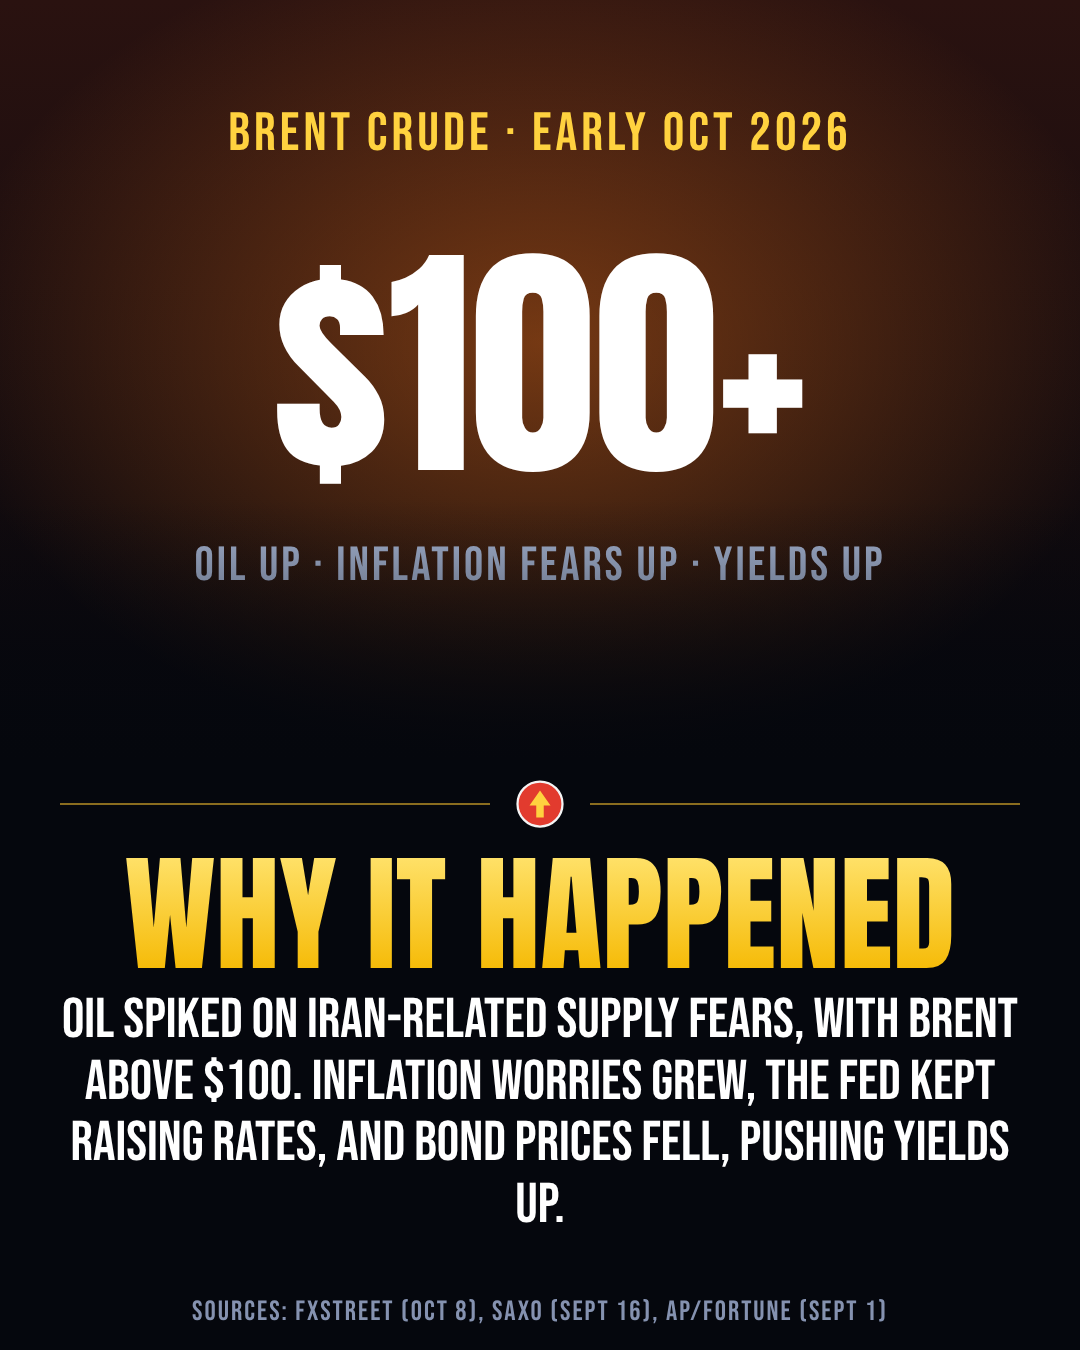 BRENT CRUDE · EARLY OCT 2026
$100+
OIL UP · INFLATION FEARS UP · YIELDS UP
WHY IT HAPPENED
OIL SPIKED ON IRAN-RELATED SUPPLY FEARS, WITH BRENT
ABOVE $100. INFLATION WORRIES GREW, THE FED KEPT
RAISING RATES, AND BOND PRICES FELL, PUSHING YIELDS
UP.
SOURCES: FXSTREET (OCT 8), SAXO (SEPT 16), AP/FORTUNE (SEPT 1)